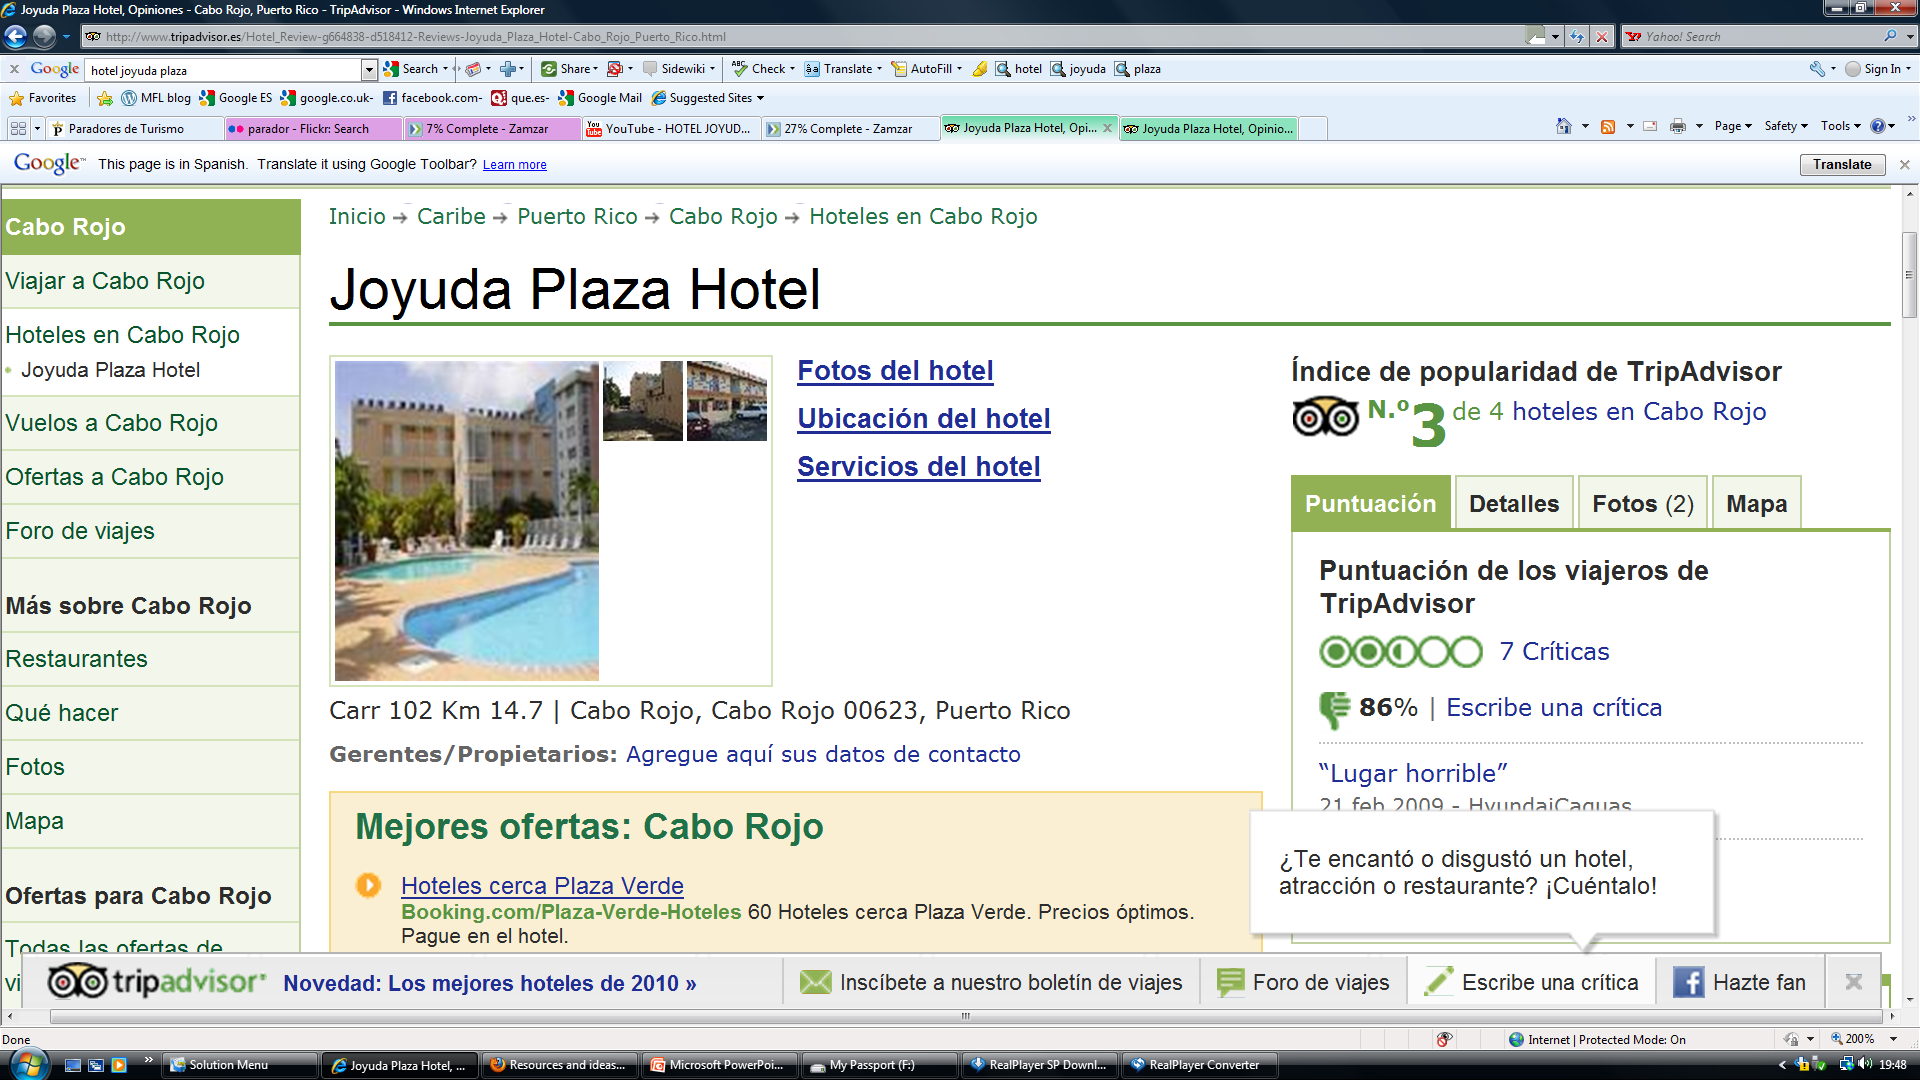 Joyuda Plaza Hotel, Opiniones - Cabo Rojo, Puerto Rico - TripAdvisor - Windows Internet Explorer
http://www.tripadvisor.es/Hotel_Review-g664838-d518412-Reviews-Joyuda_Plaza_Hotel-Cabo_Rojo_Puerto_Rico.html
Yahoo! Search
Google hotel joyuda plaza Search Share Sidewiki Check Translate AutoFill hotel joyuda plaza Sign In
Favorites MFL blog Google ES google.co.uk- facebook.com- que.es- Google Mail Suggested Sites
Paradores de Turismo parador - Flickr: Search 7% Complete - Zamzar YouTube - HOTEL JOYUD... 27% Complete - Zamzar Joyuda Plaza Hotel, Opi... Joyuda Plaza Hotel, Opinio... Page Safety Tools
Google This page is in Spanish. Translate it using Google Toolbar? Learn more Translate
Cabo Rojo
Viajar a Cabo Rojo
Hoteles en Cabo Rojo
Joyuda Plaza Hotel
Vuelos a Cabo Rojo
Ofertas a Cabo Rojo
Foro de viajes
Más sobre Cabo Rojo
Restaurantes
Qué hacer
Fotos
Mapa
Ofertas para Cabo Rojo
Todas las ofertas de
vi
Inicio → Caribe → Puerto Rico → Cabo Rojo → Hoteles en Cabo Rojo
Joyuda Plaza Hotel
Fotos del hotel
Ubicación del hotel
Servicios del hotel
Carr 102 Km 14.7 | Cabo Rojo, Cabo Rojo 00623, Puerto Rico
Gerentes/Propietarios: Agregue aquí sus datos de contacto
Mejores ofertas: Cabo Rojo
Hoteles cerca Plaza Verde
Booking.com/Plaza-Verde-Hoteles 60 Hoteles cerca Plaza Verde. Precios óptimos.
Pague en el hotel.
Índice de popularidad de TripAdvisor
N.º3 de 4 hoteles en Cabo Rojo
Puntuación Detalles Fotos (2) Mapa
Puntuación de los viajeros de
TripAdvisor
7 Críticas
86% | Escribe una crítica
“Lugar horrible”
21 feb 2009 - HyundaiCaguas
¿Te encantó o disgustó un hotel,
atracción o restaurante? ¡Cuéntalo!
tripadvisor Novedad: Los mejores hoteles de 2010 » Inscíbete a nuestro boletín de viajes Foro de viajes Escribe una crítica Hazte fan
Done Internet | Protected Mode: On 200%
Solution Menu Joyuda Plaza Hotel, ... Resources and ideas... Microsoft PowerPoi... My Passport (F:) RealPlayer SP Downl... RealPlayer Converter 19:48